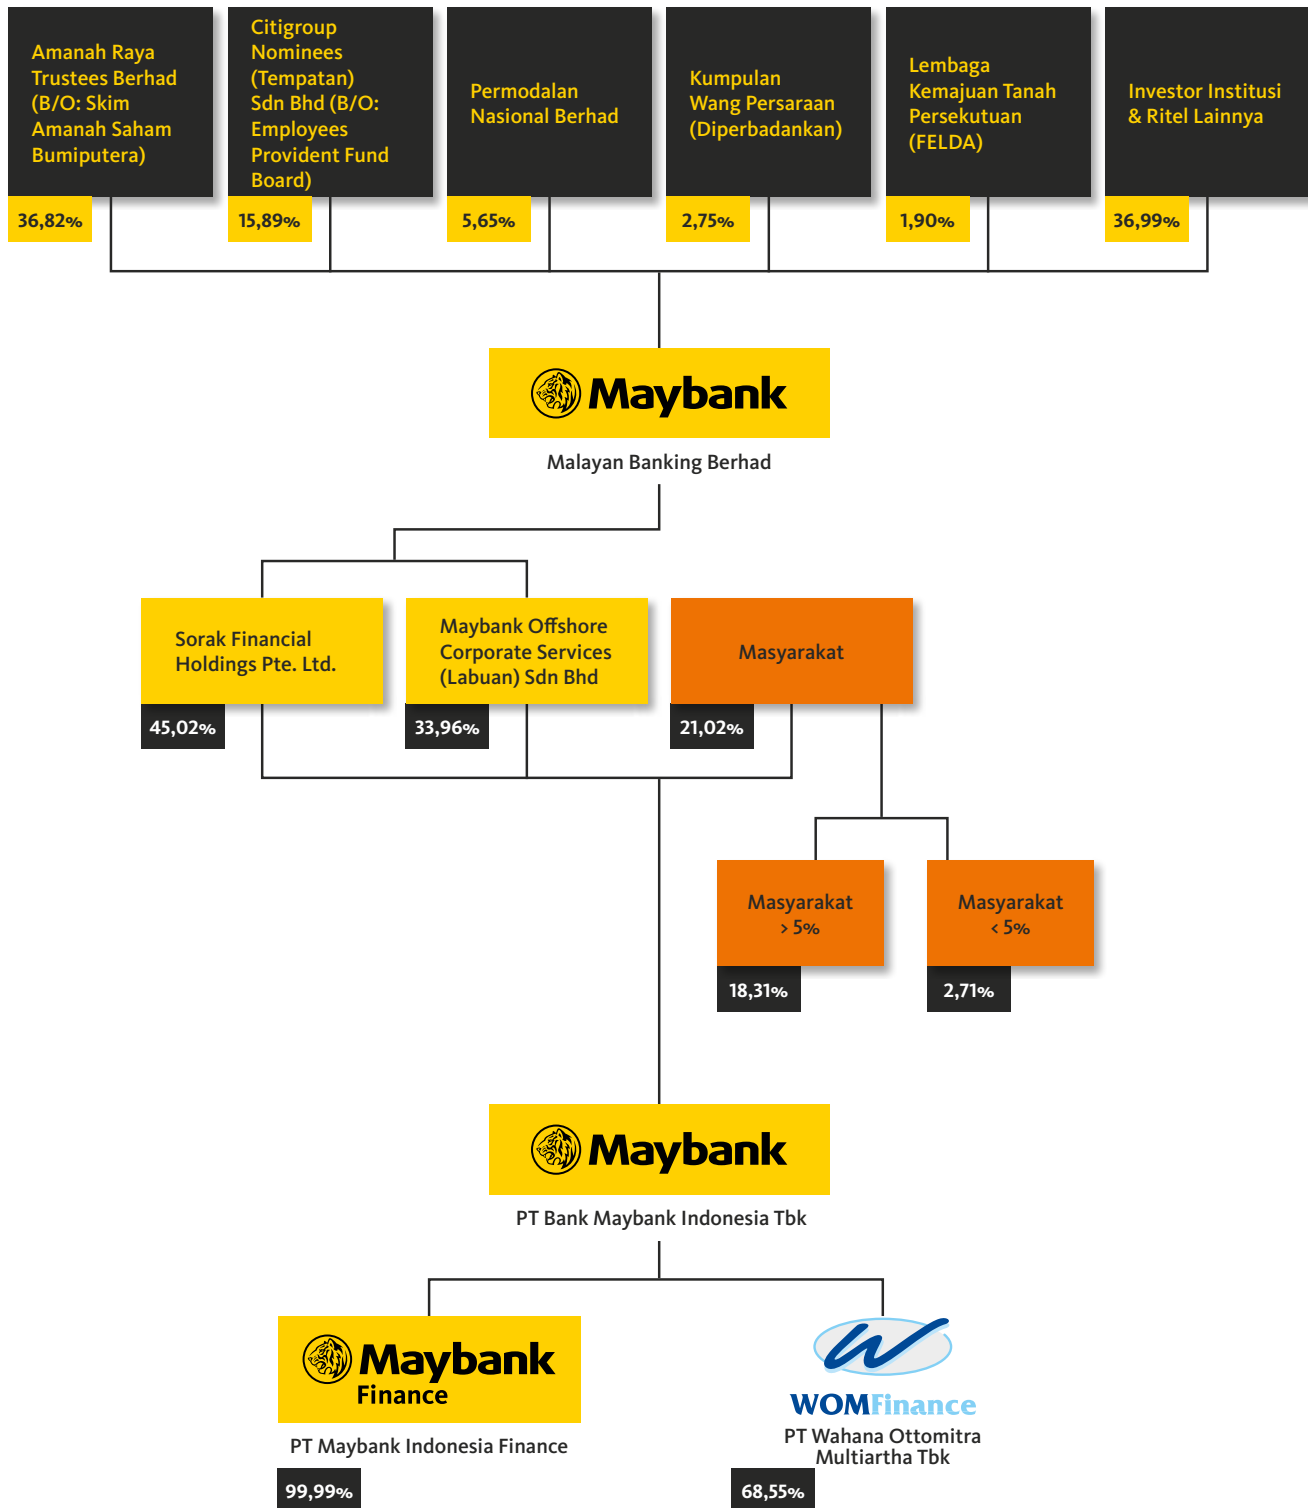 Amanah Raya
Trustees Berhad
(B/O: Skim
Amanah Saham
Bumiputera)
36,82%
Citigroup
Nominees
(Tempatan)
Sdn Bhd (B/O:
Employees
Provident Fund
Board)
15,89%
Permodalan
Nasional Berhad
5,65%
Kumpulan
Wang Persaraan
(Diperbadankan)
2,75%
Lembaga
Kemajuan Tanah
Persekutuan
(FELDA)
1,90%
Investor Institusi
& Ritel Lainnya
36,99%
Maybank
Malayan Banking Berhad
Sorak Financial
Holdings Pte. Ltd.
45,02%
Maybank Offshore
Corporate Services
(Labuan) Sdn Bhd
33,96%
Masyarakat
21,02%
Masyarakat
> 5%
18,31%
Masyarakat
< 5%
2,71%
Maybank
PT Bank Maybank Indonesia Tbk
Maybank
Finance
PT Maybank Indonesia Finance
99,99%
W
WOMFinance
PT Wahana Ottomitra
Multiartha Tbk
68,55%